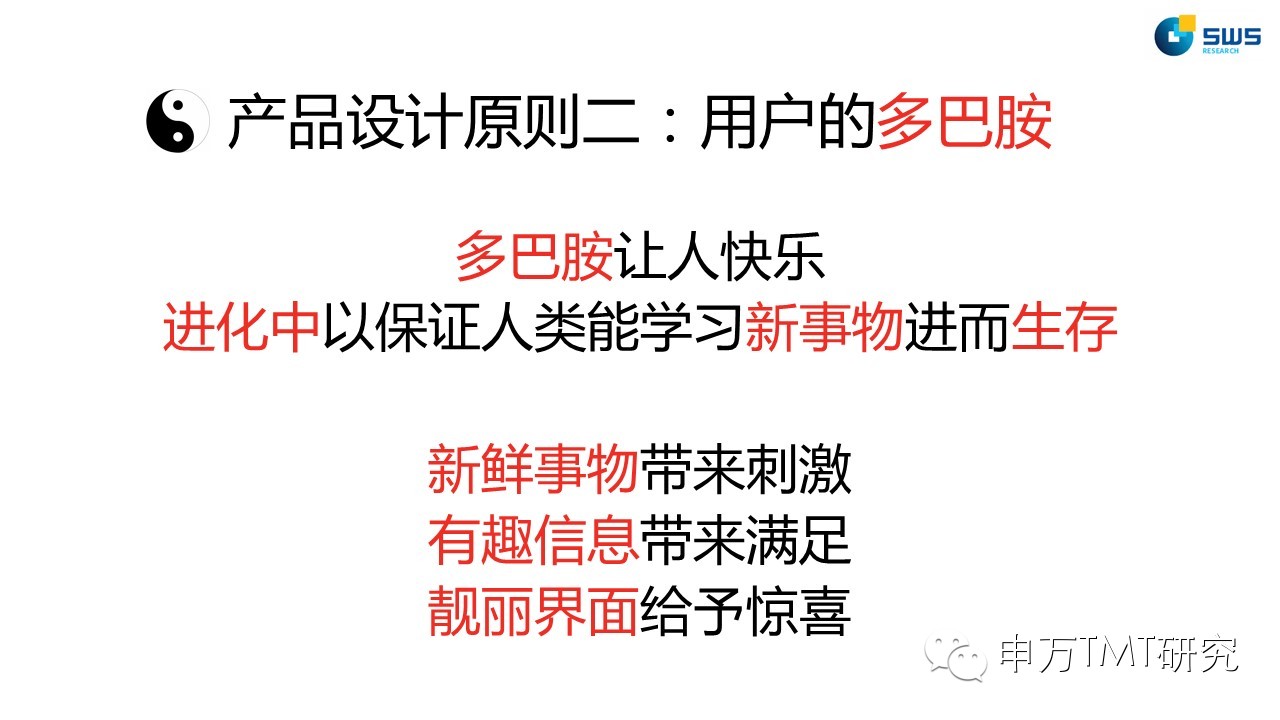 SWS
RESEARCH
产品设计原则二：用户的多巴胺
多巴胺让人快乐
进化中以保证人类能学习新事物进而生存
新鲜事物带来刺激
有趣信息带来满足
靓丽界面给予惊喜
申万TMT研究